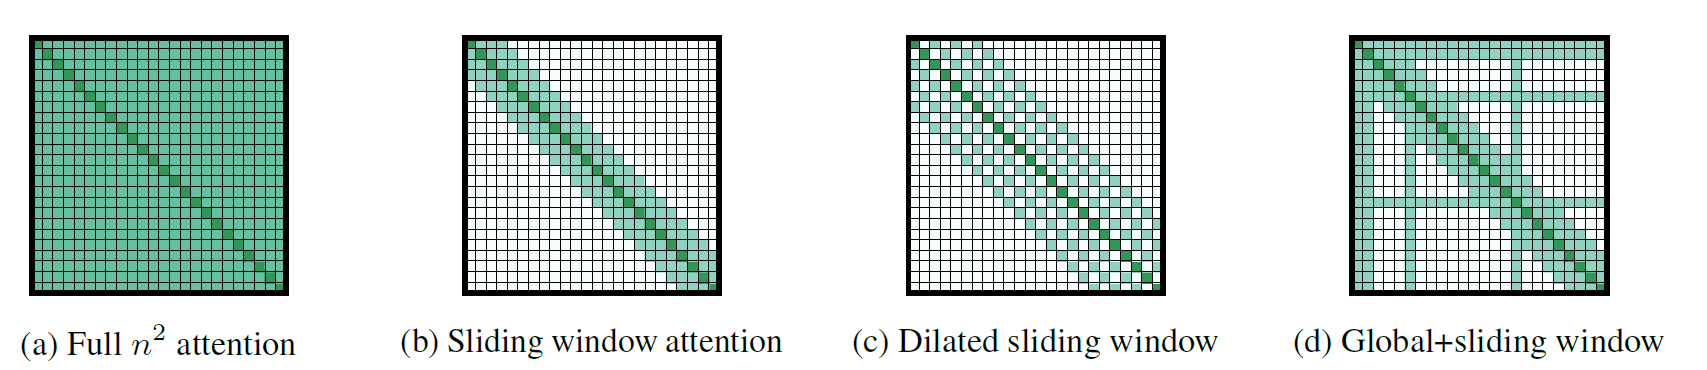 (a) Full n² attention
(b) Sliding window attention
(c) Dilated sliding window
(d) Global+sliding window